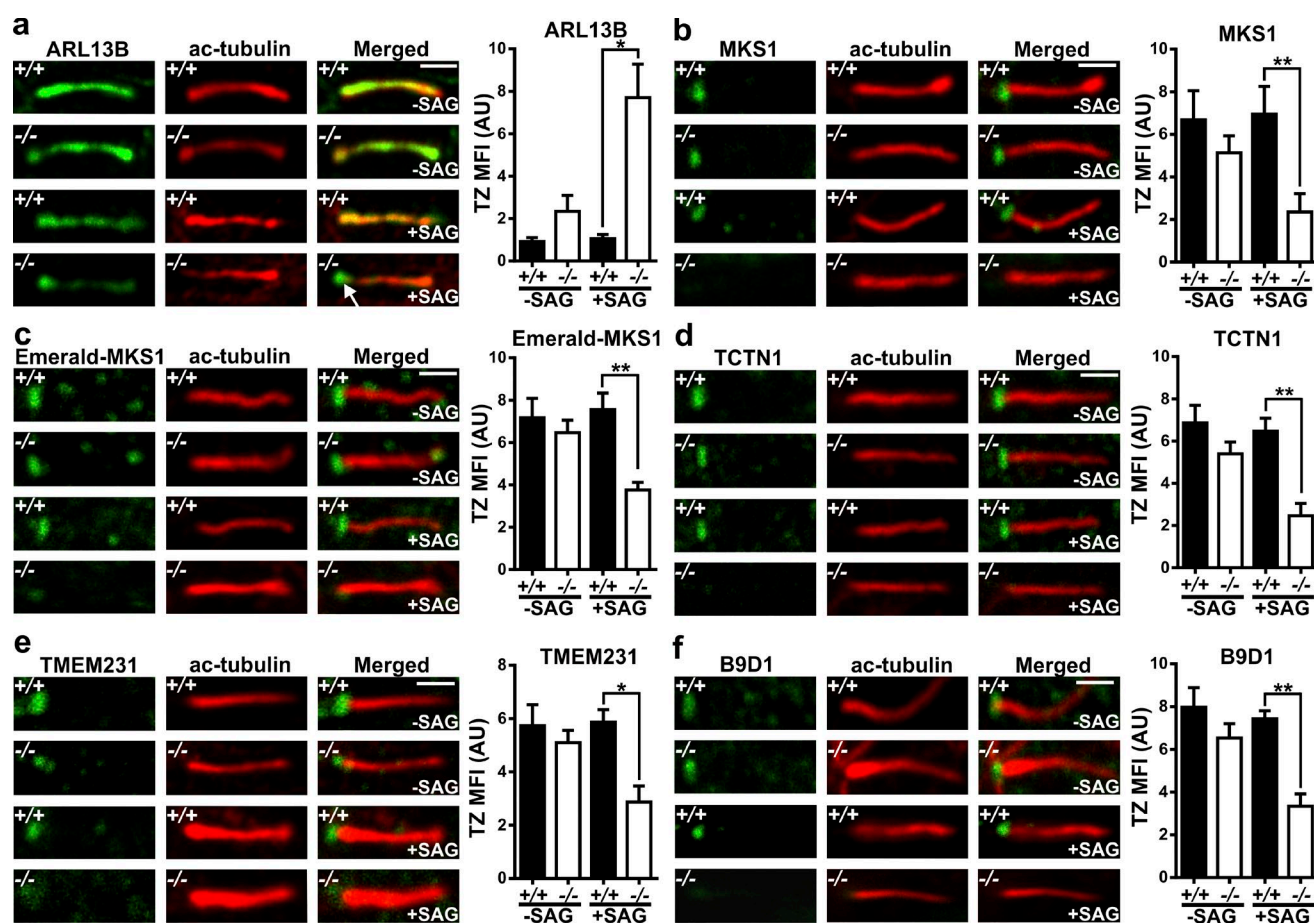 a
ARL13B ac-tubulin Merged
+/+ +/+ +/+ -SAG
-/- -/- -/- -SAG
+/+ +/+ +/+ +SAG
-/- -/- -/- +SAG
ARL13B
*
TZ MFI (AU)
10
8
6
4
2
0
+/+ -/- +/+ -/-
-SAG +SAG
b
MKS1 ac-tubulin Merged
+/+ +/+ +/+ -SAG
-/- -/- -/- -SAG
+/+ +/+ +/+ +SAG
-/- -/- -/- +SAG
MKS1
**
TZ MFI (AU)
10
8
6
4
2
0
+/+ -/- +/+ -/-
-SAG +SAG
c
Emerald-MKS1 ac-tubulin Merged
+/+ +/+ +/+ -SAG
-/- -/- -/- -SAG
+/+ +/+ +/+ +SAG
-/- -/- -/- +SAG
Emerald-MKS1
**
TZ MFI (AU)
10
8
6
4
2
0
+/+ -/- +/+ -/-
-SAG +SAG
d
TCTN1 ac-tubulin Merged
+/+ +/+ +/+ -SAG
-/- -/- -/- -SAG
+/+ +/+ +/+ +SAG
-/- -/- -/- +SAG
TCTN1
**
TZ MFI (AU)
10
8
6
4
2
0
+/+ -/- +/+ -/-
-SAG +SAG
e
TMEM231 ac-tubulin Merged
+/+ +/+ +/+ -SAG
-/- -/- -/- -SAG
+/+ +/+ +/+ +SAG
-/- -/- -/- +SAG
TMEM231
*
TZ MFI (AU)
8
6
4
2
0
+/+ -/- +/+ -/-
-SAG +SAG
f
B9D1 ac-tubulin Merged
+/+ +/+ +/+ -SAG
-/- -/- -/- -SAG
+/+ +/+ +/+ +SAG
-/- -/- -/- +SAG
B9D1
**
TZ MFI (AU)
10
8
6
4
2
0
+/+ -/- +/+ -/-
-SAG +SAG